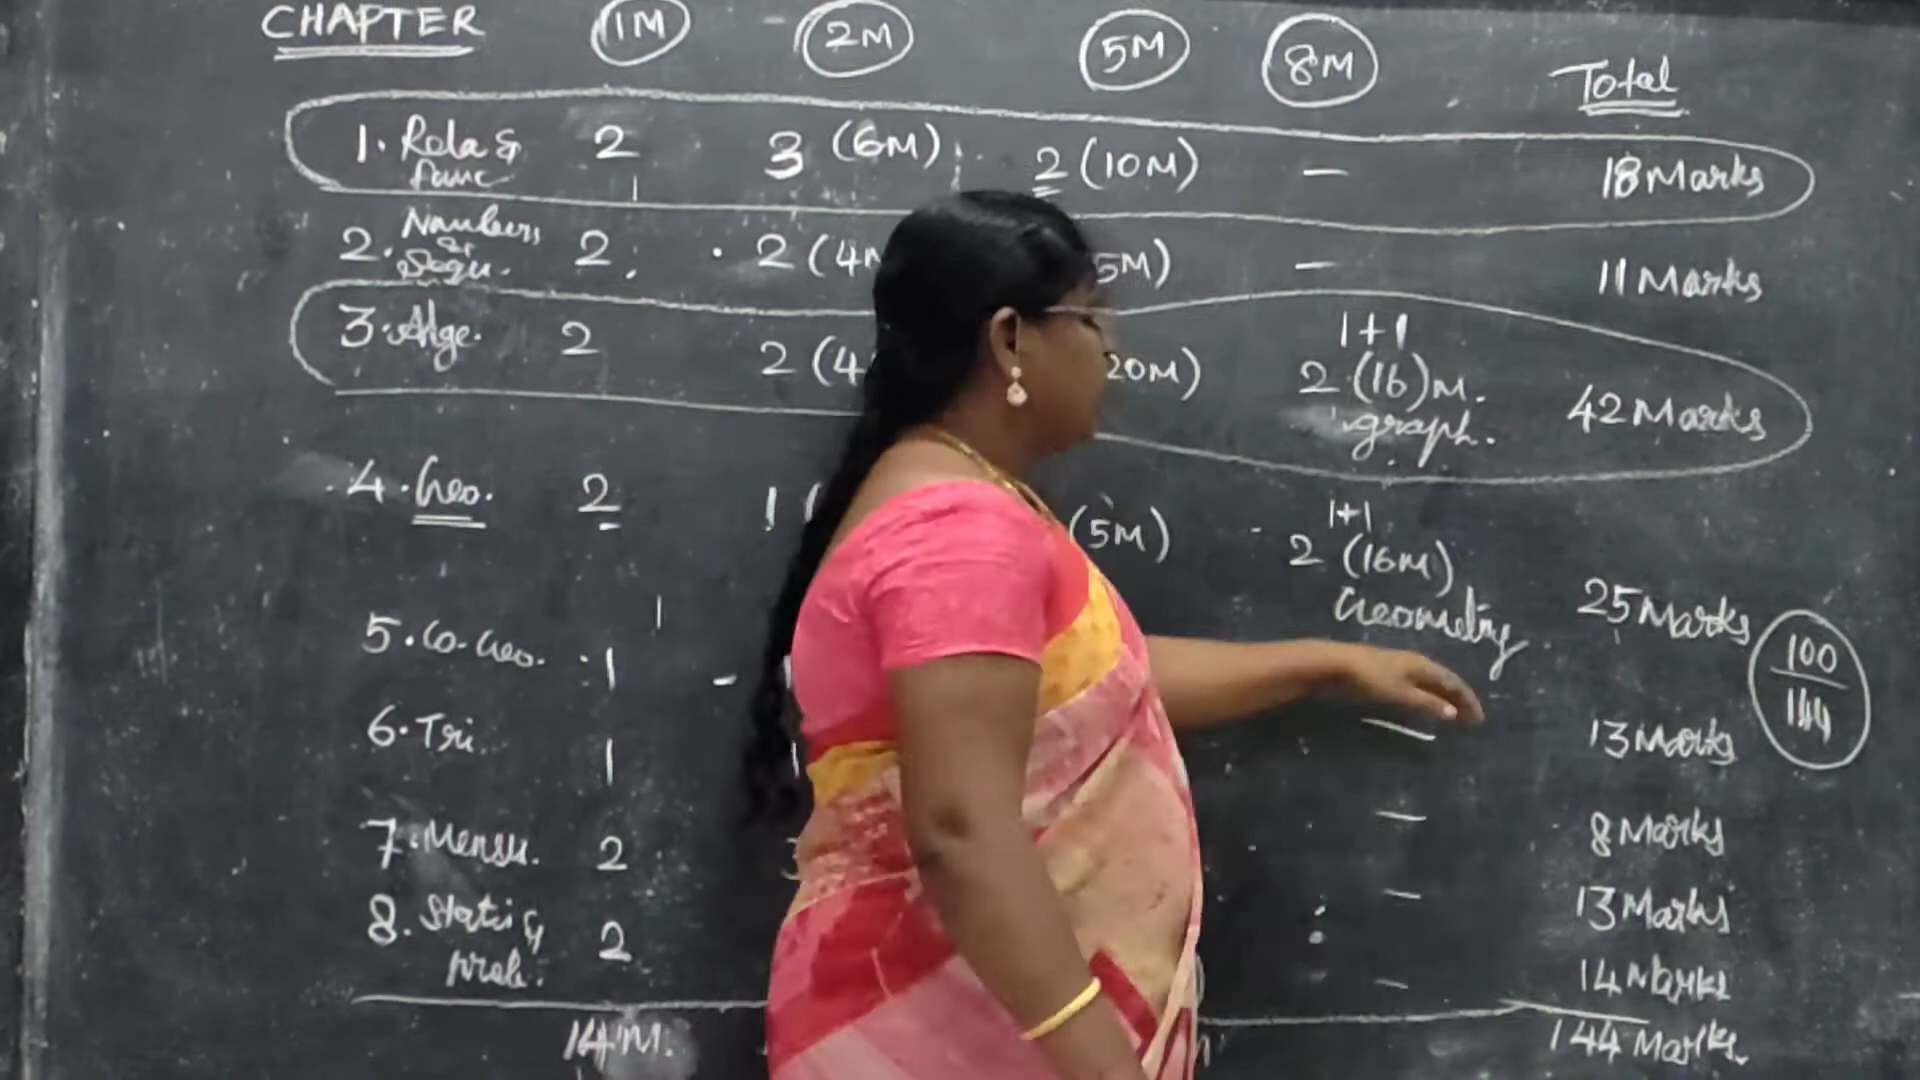 CHAPTER 1M - 2M 5M 8M Total
1. Rela & Func 2 3 (6M) 2 (10M) – 18 Marks
2. Numbers & Sequ. 2 2 (4M 5M) – 11 Marks
3. Alge. 2 2 (4 20M) 1+1 2 (16)M. graph. 42 Marks
4. Geo. 2 1 ( (5M) 1+1 2 (16M) Geometry 25 Marks
100
144
5. Co-Geo. 1 - – 13 Marks
6. Tri. 1 – 8 Marks
7. Mensu. 2 – 13 Marks
8. Stati & prob. 2 – 14 Marks
14 M. 144 Marks